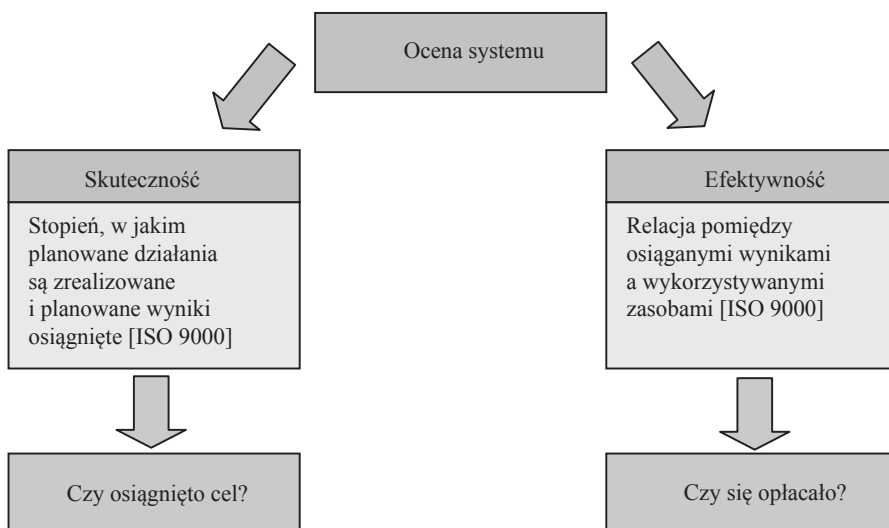 Ocena systemu
Skuteczność
Stopień, w jakim
planowane działania
są zrealizowane
i planowane wyniki
osiągnięte [ISO 9000]
Czy osiągnięto cel?
Efektywność
Relacja pomiędzy
osiąganymi wynikami
a wykorzystywanymi
zasobami [ISO 9000]
Czy się opłacało?